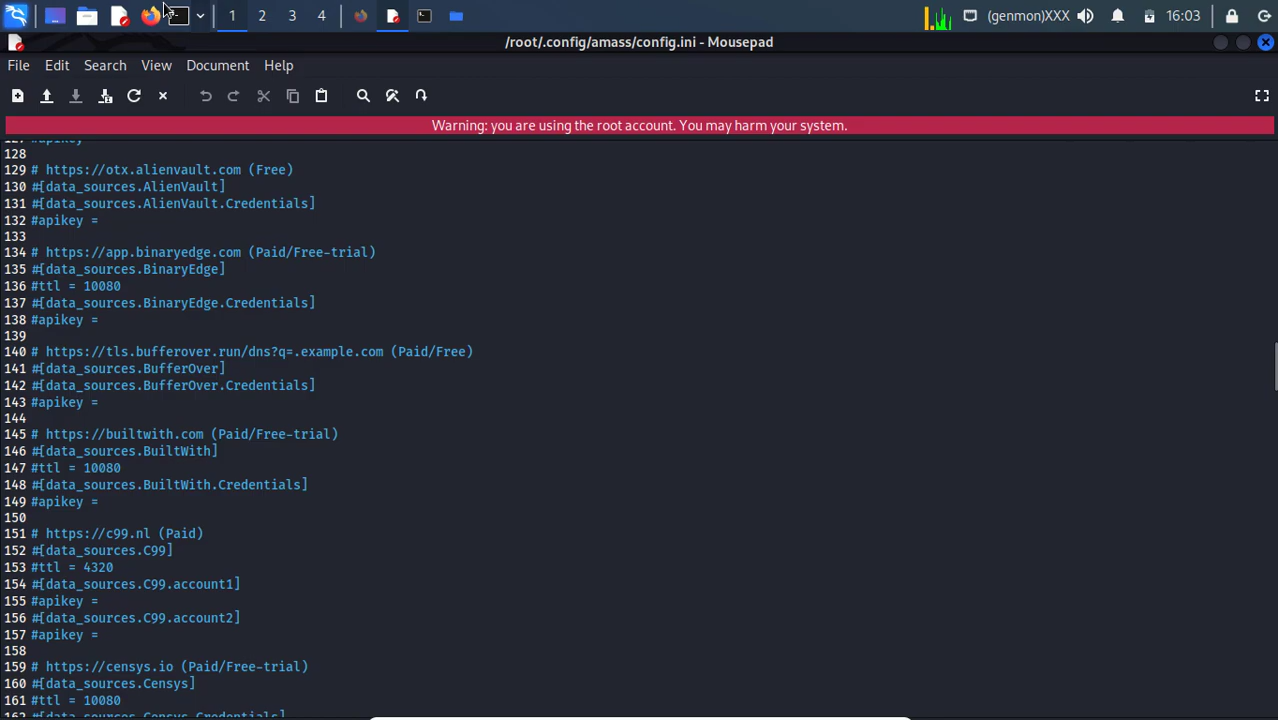 1 2 3 4 (genmon)XXX 16:03
/root/.config/amass/config.ini - Mousepad
File Edit Search View Document Help
Warning: you are using the root account. You may harm your system.
127 #apikey
128
129 # https://otx.alienvault.com (Free)
130 #[data_sources.AlienVault]
131 #[data_sources.AlienVault.Credentials]
132 #apikey =
133
134 # https://app.binaryedge.com (Paid/Free-trial)
135 #[data_sources.BinaryEdge]
136 #ttl = 10080
137 #[data_sources.BinaryEdge.Credentials]
138 #apikey =
139
140 # https://tls.bufferover.run/dns?q=.example.com (Paid/Free)
141 #[data_sources.BufferOver]
142 #[data_sources.BufferOver.Credentials]
143 #apikey =
144
145 # https://builtwith.com (Paid/Free-trial)
146 #[data_sources.BuiltWith]
147 #ttl = 10080
148 #[data_sources.BuiltWith.Credentials]
149 #apikey =
150
151 # https://c99.nl (Paid)
152 #[data_sources.C99]
153 #ttl = 4320
154 #[data_sources.C99.account1]
155 #apikey =
156 #[data_sources.C99.account2]
157 #apikey =
158
159 # https://censys.io (Paid/Free-trial)
160 #[data_sources.Censys]
161 #ttl = 10080
162 #[data_sources.Censys.Credentials]